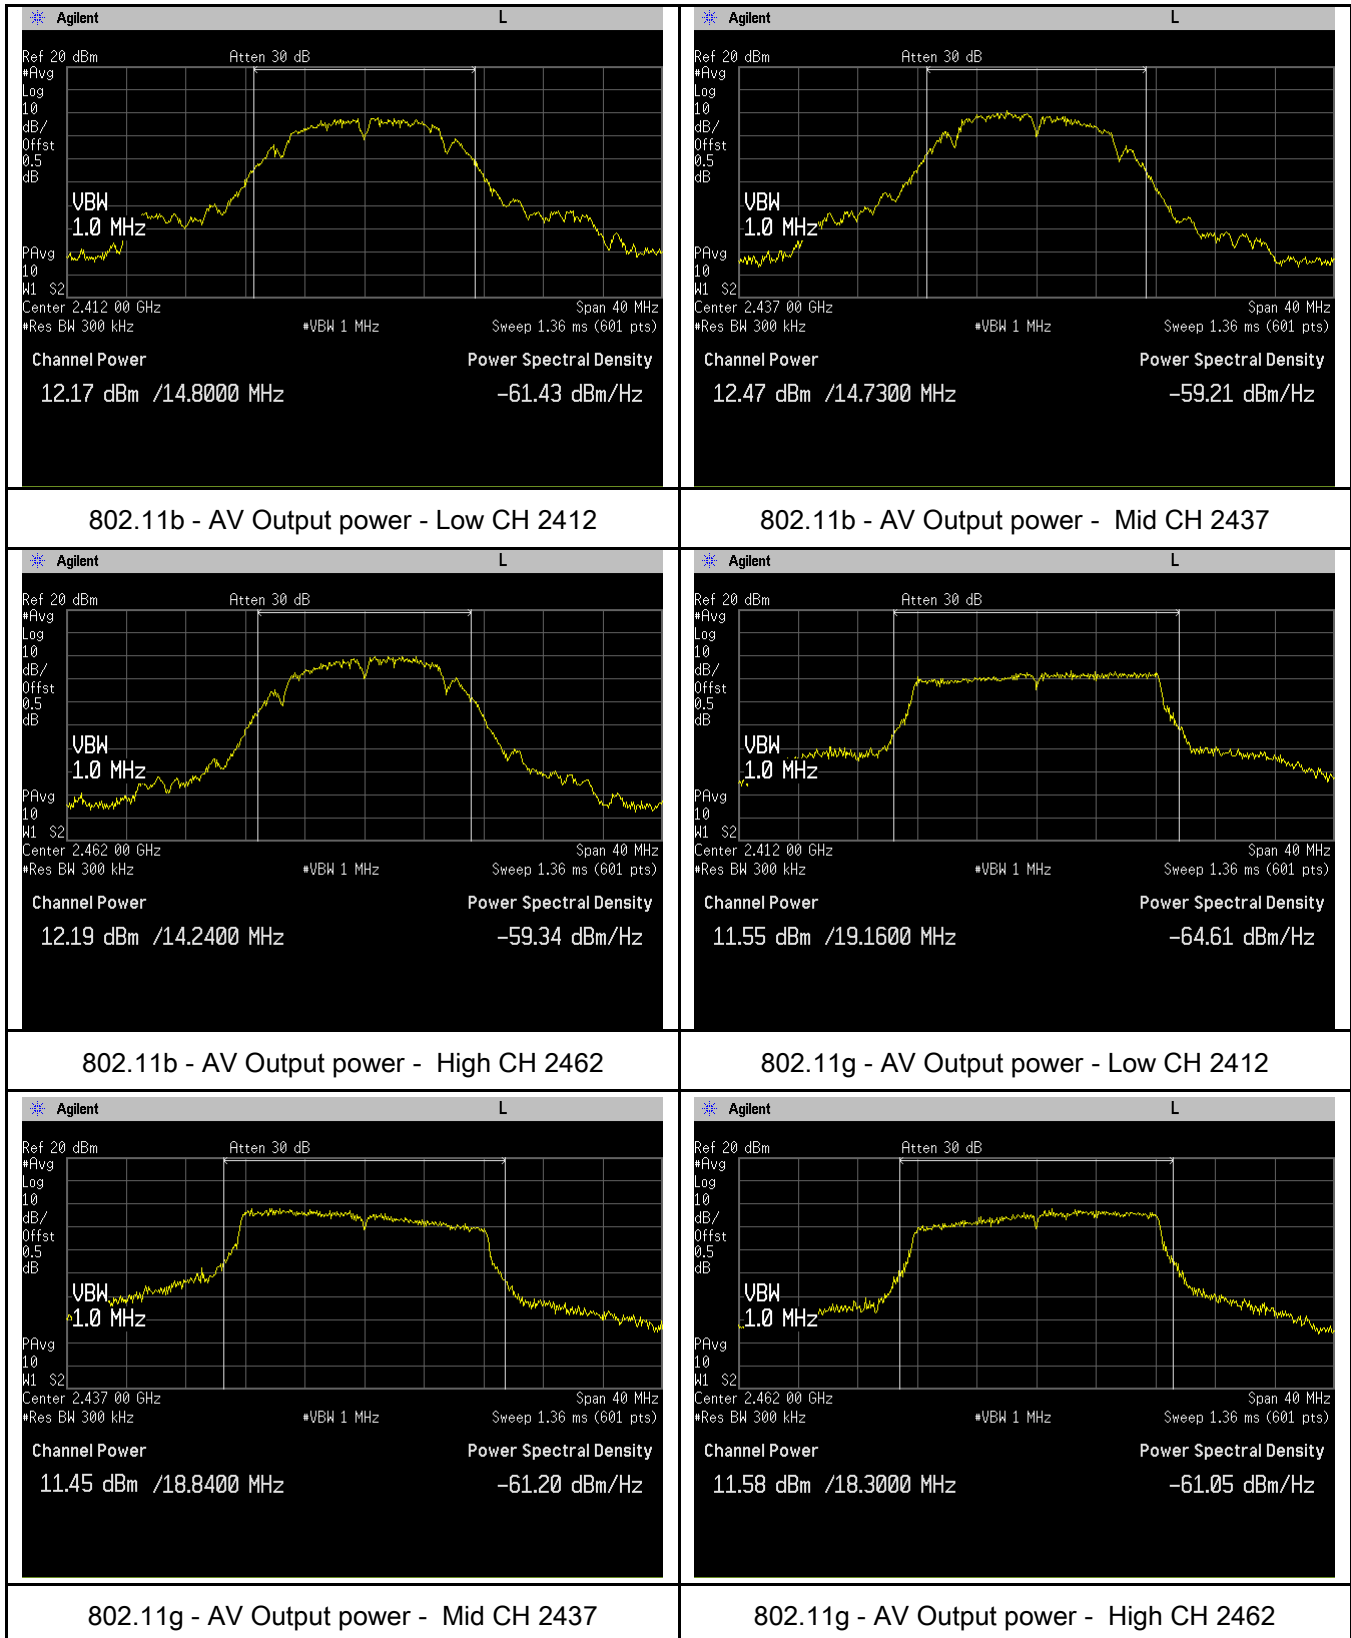 Agilent L
Ref 20 dBm Atten 30 dB
#Avg
Log
10
dB/
Offst
0.5
dB
VBW
1.0 MHz
PAvg
10
W1 S2
Center 2.412 00 GHz Span 40 MHz
#Res BW 300 kHz #VBW 1 MHz Sweep 1.36 ms (601 pts)
Channel Power Power Spectral Density
12.17 dBm /14.8000 MHz -61.43 dBm/Hz
802.11b - AV Output power - Low CH 2412
Agilent L
Ref 20 dBm Atten 30 dB
#Avg
Log
10
dB/
Offst
0.5
dB
VBW
1.0 MHz
PAvg
10
W1 S2
Center 2.437 00 GHz Span 40 MHz
#Res BW 300 kHz #VBW 1 MHz Sweep 1.36 ms (601 pts)
Channel Power Power Spectral Density
12.47 dBm /14.7300 MHz -59.21 dBm/Hz
802.11b - AV Output power - Mid CH 2437
Agilent L
Ref 20 dBm Atten 30 dB
#Avg
Log
10
dB/
Offst
0.5
dB
VBW
1.0 MHz
PAvg
10
W1 S2
Center 2.462 00 GHz Span 40 MHz
#Res BW 300 kHz #VBW 1 MHz Sweep 1.36 ms (601 pts)
Channel Power Power Spectral Density
12.19 dBm /14.2400 MHz -59.34 dBm/Hz
802.11b - AV Output power - High CH 2462
Agilent L
Ref 20 dBm Atten 30 dB
#Avg
Log
10
dB/
Offst
0.5
dB
VBW
1.0 MHz
PAvg
10
W1 S2
Center 2.412 00 GHz Span 40 MHz
#Res BW 300 kHz #VBW 1 MHz Sweep 1.36 ms (601 pts)
Channel Power Power Spectral Density
11.55 dBm /19.1600 MHz -64.61 dBm/Hz
802.11g - AV Output power - Low CH 2412
Agilent L
Ref 20 dBm Atten 30 dB
#Avg
Log
10
dB/
Offst
0.5
dB
VBW
1.0 MHz
PAvg
10
W1 S2
Center 2.437 00 GHz Span 40 MHz
#Res BW 300 kHz #VBW 1 MHz Sweep 1.36 ms (601 pts)
Channel Power Power Spectral Density
11.45 dBm /18.8400 MHz -61.20 dBm/Hz
802.11g - AV Output power - Mid CH 2437
Agilent L
Ref 20 dBm Atten 30 dB
#Avg
Log
10
dB/
Offst
0.5
dB
VBW
1.0 MHz
PAvg
10
W1 S2
Center 2.462 00 GHz Span 40 MHz
#Res BW 300 kHz #VBW 1 MHz Sweep 1.36 ms (601 pts)
Channel Power Power Spectral Density
11.58 dBm /18.3000 MHz -61.05 dBm/Hz
802.11g - AV Output power - High CH 2462